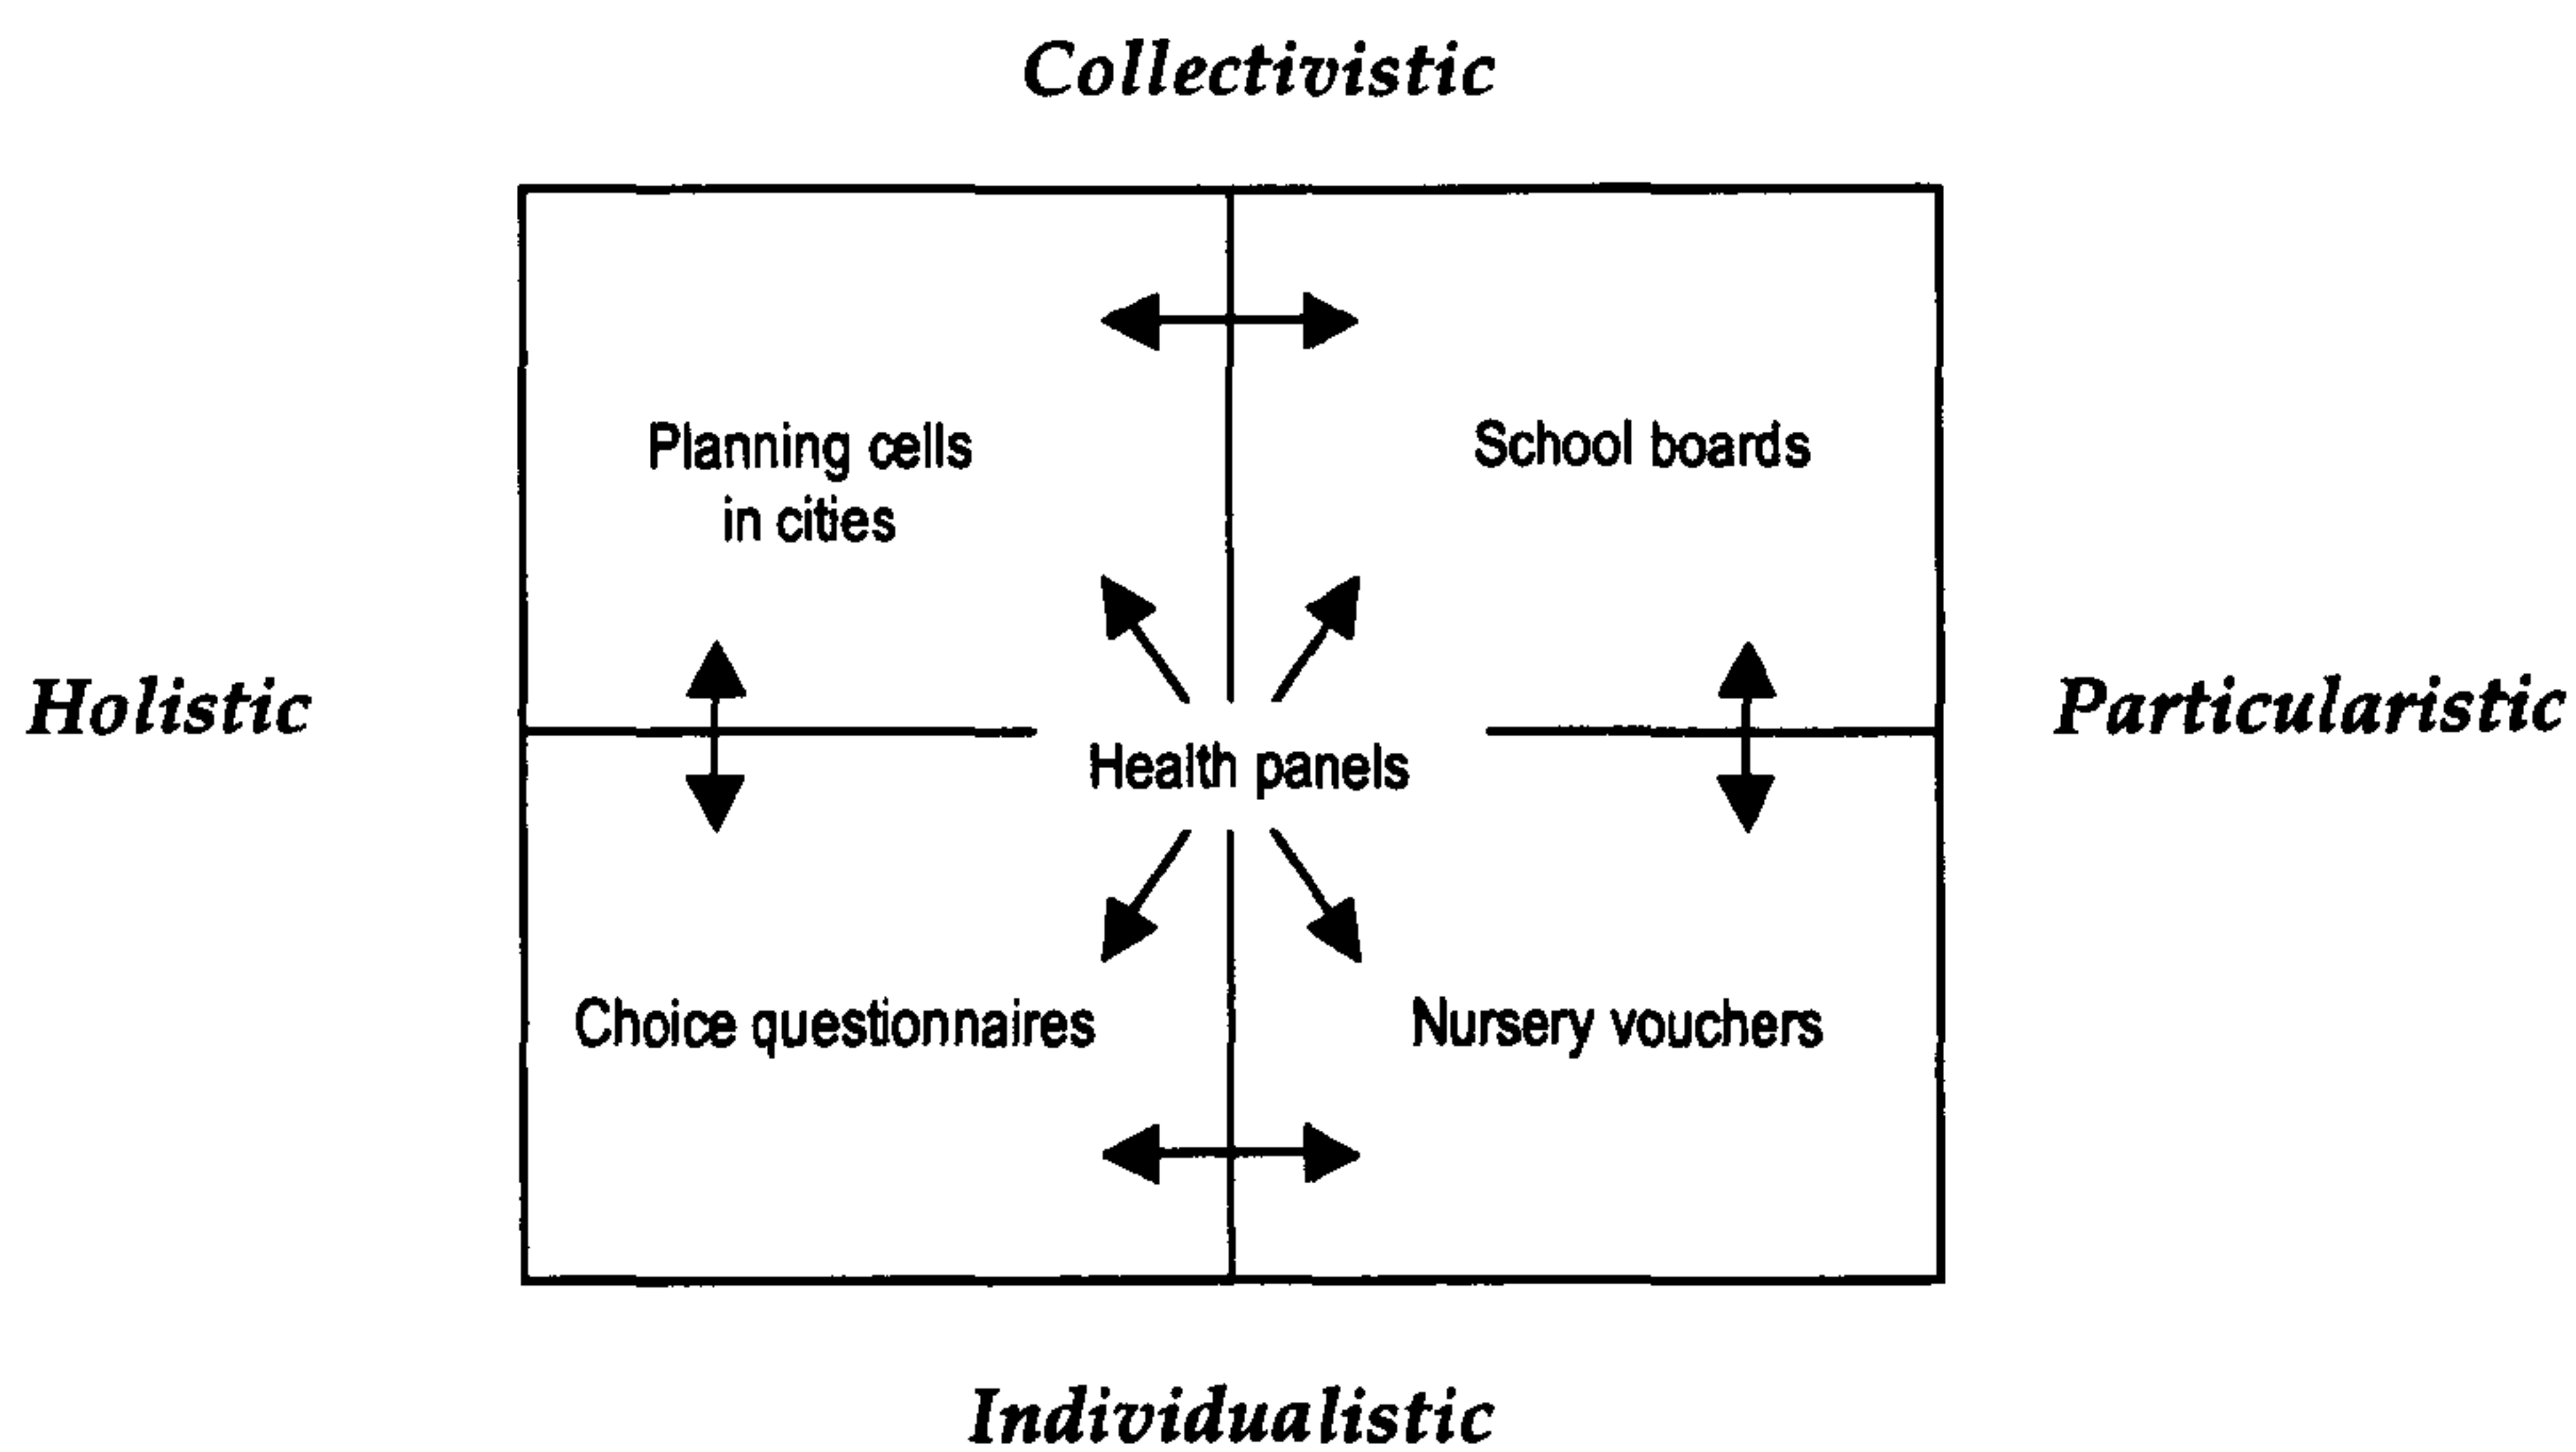 Collectivistic
Planning cells
in cities
School boards
Holistic
Particularistic
Health panels
Choice questionnaires
Nursery vouchers
Individualistic